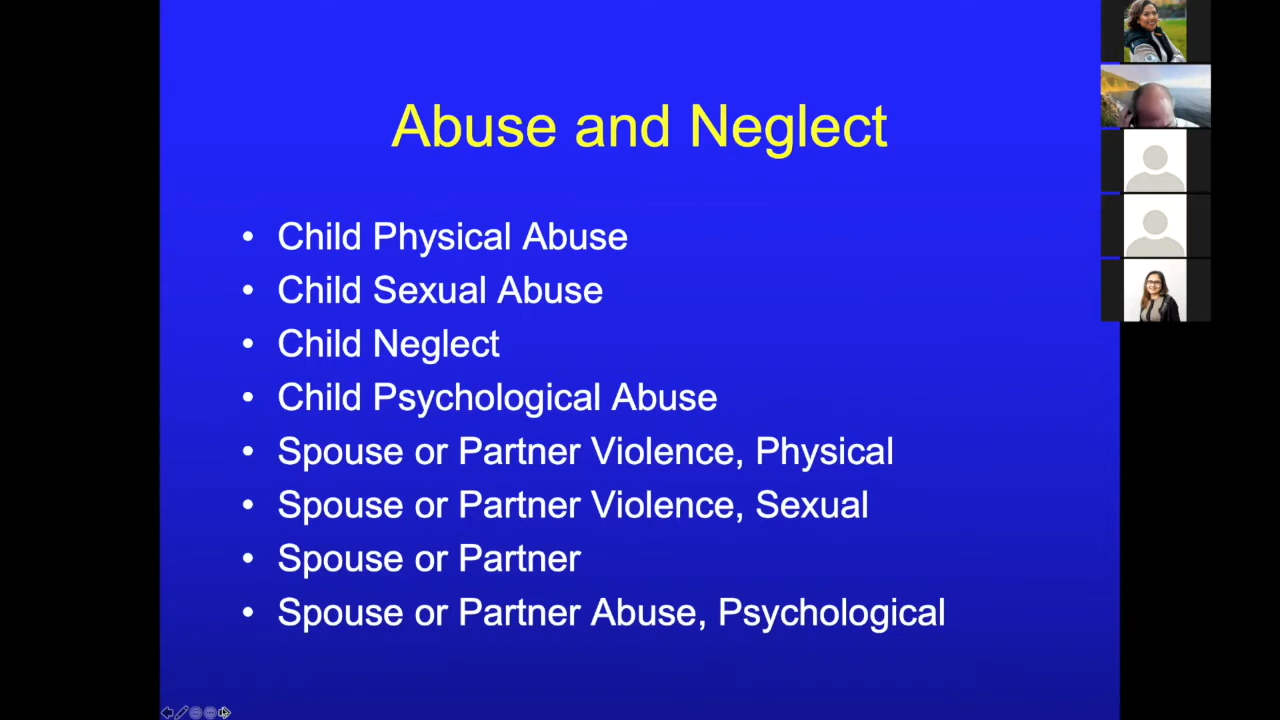 Abuse and Neglect
• Child Physical Abuse
• Child Sexual Abuse
• Child Neglect
• Child Psychological Abuse
• Spouse or Partner Violence, Physical
• Spouse or Partner Violence, Sexual
• Spouse or Partner
• Spouse or Partner Abuse, Psychological